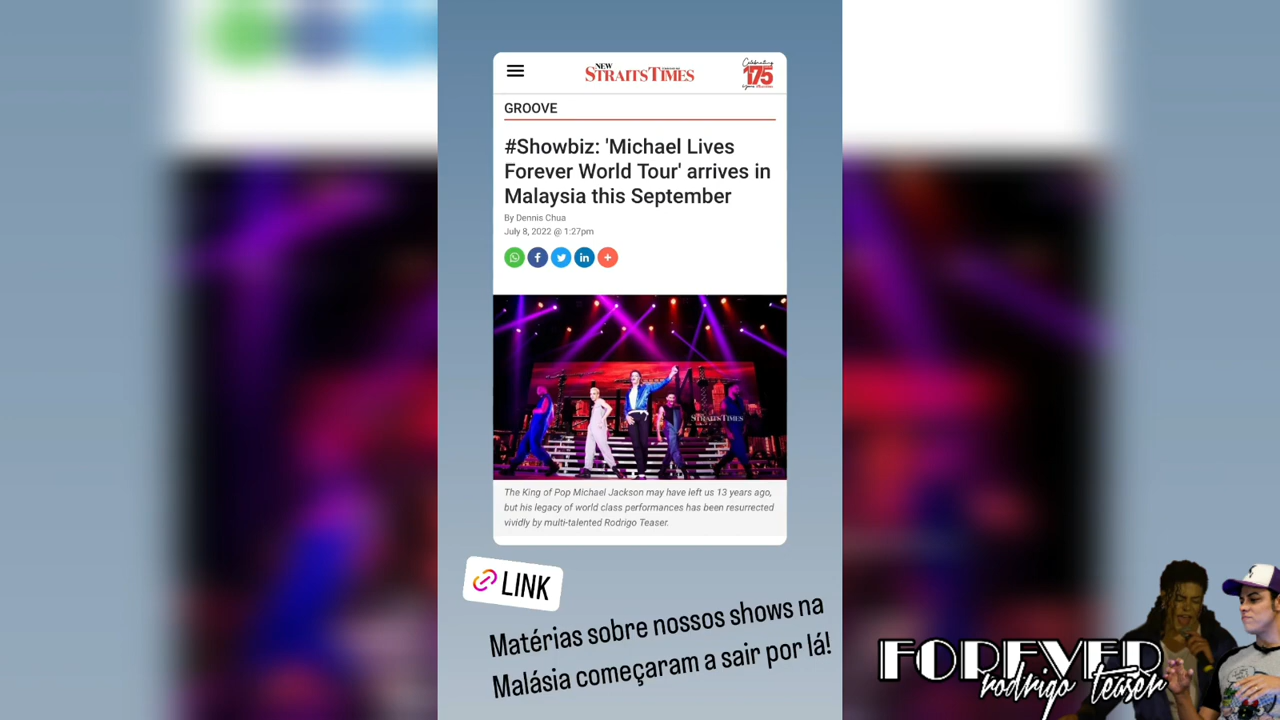 NEW
STRAITS TIMES
Celebrating
175
GROOVE
#Showbiz: 'Michael Lives
Forever World Tour' arrives in
Malaysia this September
By Dennis Chua
July 8, 2022 @ 1:27pm
STRAITS TIMES
The King of Pop Michael Jackson may have left us 13 years ago,
but his legacy of world class performances has been resurrected
vividly by multi-talented Rodrigo Teaser.
LINK
Matérias sobre nossos shows na
Malásia começaram a sair por lá!
FOREVER
rodrigo teaser